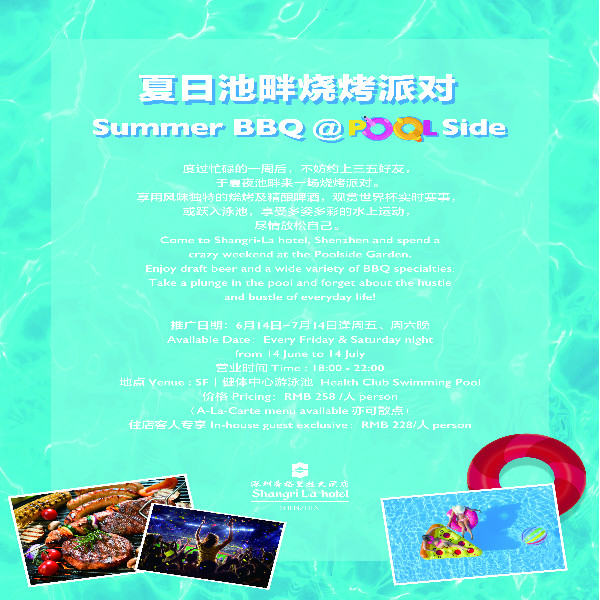 夏日池畔烧烤派对
Summer BBQ @ POOL Side
度过忙碌的一周后，不妨约上三五好友，
于夏夜池畔来一场烧烤派对。
享用风味独特的烧烤及精酿啤酒，观赏世界杯实时赛事，
或跃入泳池，享受多姿多彩的水上运动，
尽情放松自己。
Come to Shangri-La hotel, Shenzhen and spend a
crazy weekend at the Poolside Garden.
Enjoy draft beer and a wide variety of BBQ specialties
Take a plunge in the pool and forget about the hustle
and bustle of everyday life!
推广日期：6月14日-7月14日逢周五、周六晚
Available Date: Every Friday & Saturday night
from 14 June to 14 July
营业时间 Time : 18:00 - 22:00
地点 Venue : 5F | 健体中心游泳池 Health Club Swimming Pool
价格 Pricing: RMB 258 /人 person
(A-La-Carte menu available 亦可散点)
住店客人专享 In-house guest exclusive: RMB 228/人 person
深圳香格里拉大酒店
Shangri-La hotel
SHENZHEN